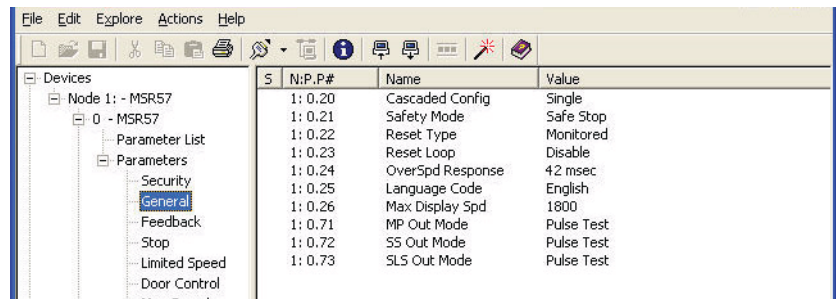 File Edit Explore Actions Help
Devices
Node 1: - MSR57
0 - MSR57
Parameter List
Parameters
Security
General
Feedback
Stop
Limited Speed
Door Control
S N:P.P# Name Value
1: 0.20 Cascaded Config Single
1: 0.21 Safety Mode Safe Stop
1: 0.22 Reset Type Monitored
1: 0.23 Reset Loop Disable
1: 0.24 OverSpd Response 42 msec
1: 0.25 Language Code English
1: 0.26 Max Display Spd 1800
1: 0.71 MP Out Mode Pulse Test
1: 0.72 SS Out Mode Pulse Test
1: 0.73 SLS Out Mode Pulse Test